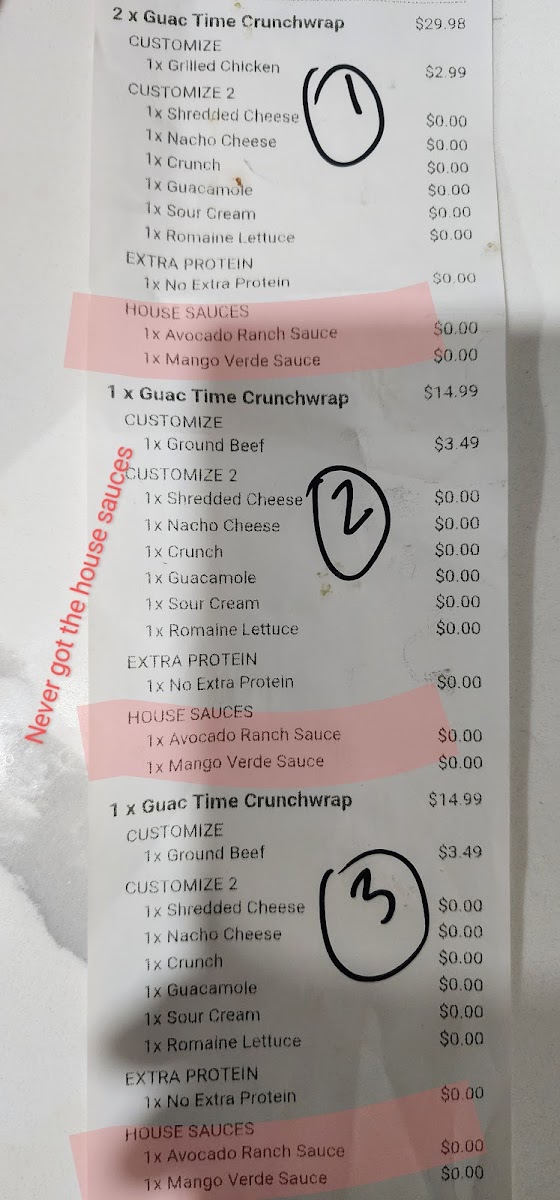 2 x Guac Time Crunchwrap $29.98
CUSTOMIZE
1x Grilled Chicken $2.99
CUSTOMIZE 2
1x Shredded Cheese $0.00
1x Nacho Cheese $0.00
1x Crunch $0.00
1x Guacamole $0.00
1x Sour Cream $0.00
1x Romaine Lettuce $0.00
EXTRA PROTEIN
1x No Extra Protein $0.00
HOUSE SAUCES
1x Avocado Ranch Sauce $0.00
1x Mango Verde Sauce $0.00
1
1 x Guac Time Crunchwrap $14.99
CUSTOMIZE
1x Ground Beef $3.49
CUSTOMIZE 2
1x Shredded Cheese $0.00
1x Nacho Cheese $0.00
1x Crunch $0.00
1x Guacamole $0.00
1x Sour Cream $0.00
1x Romaine Lettuce $0.00
EXTRA PROTEIN
1x No Extra Protein $0.00
HOUSE SAUCES
1x Avocado Ranch Sauce $0.00
1x Mango Verde Sauce $0.00
2
Never got the house sauces
1 x Guac Time Crunchwrap $14.99
CUSTOMIZE
1x Ground Beef $3.49
CUSTOMIZE 2
1x Shredded Cheese $0.00
1x Nacho Cheese $0.00
1x Crunch $0.00
1x Guacamole $0.00
1x Sour Cream $0.00
1x Romaine Lettuce $0.00
EXTRA PROTEIN
1x No Extra Protein $0.00
HOUSE SAUCES
1x Avocado Ranch Sauce $0.00
1x Mango Verde Sauce $0.00
3